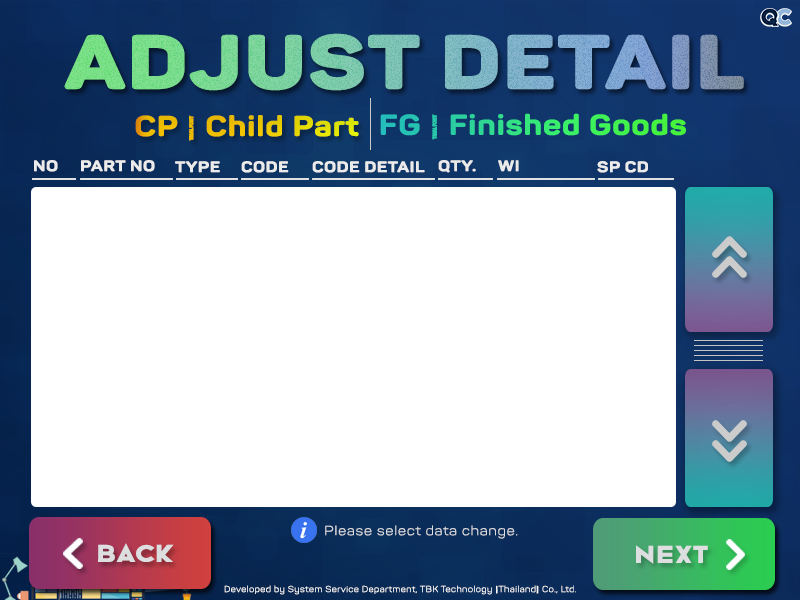 QC
ADJUST DETAIL
CP | Child Part FG | Finished Goods
NO PART NO TYPE CODE CODE DETAIL QTY. WI SP CD
i Please select data change.
BACK
NEXT
Developed by System Service Department, TBK Technology [Thailand] Co., Ltd.